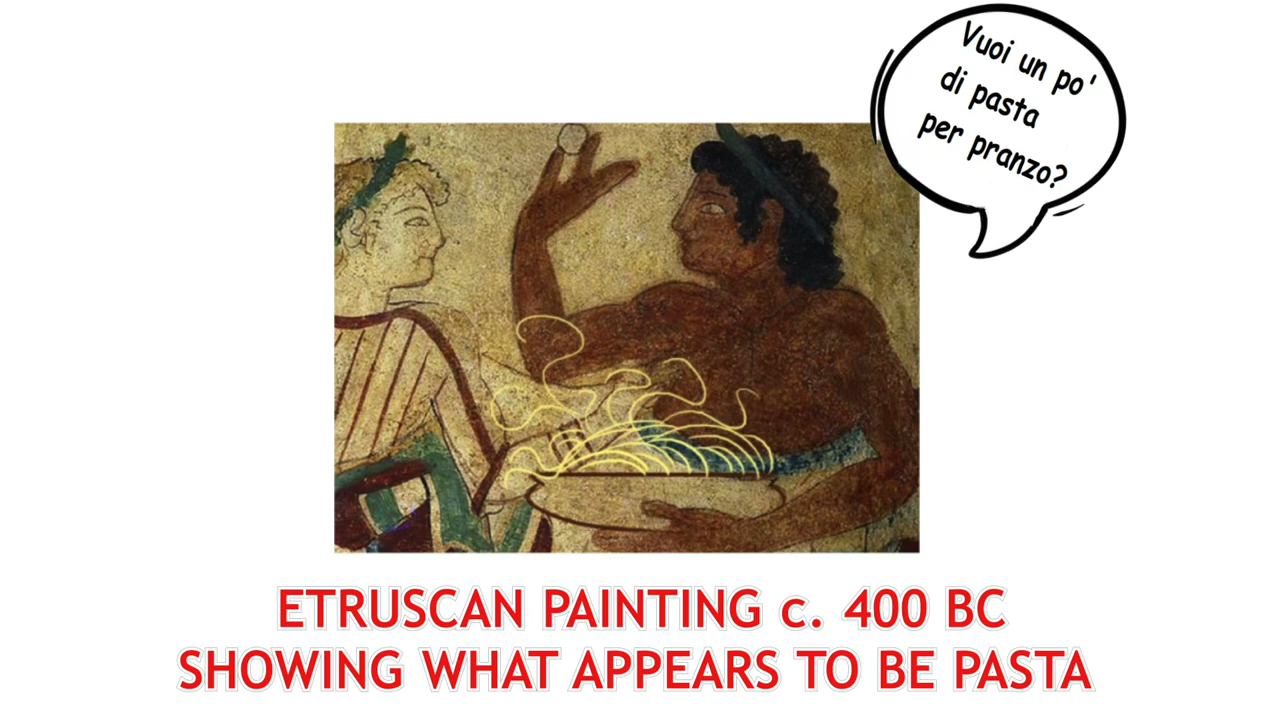 Vuoi un po'
di pasta
per pranzo?
ETRUSCAN PAINTING c. 400 BC
SHOWING WHAT APPEARS TO BE PASTA